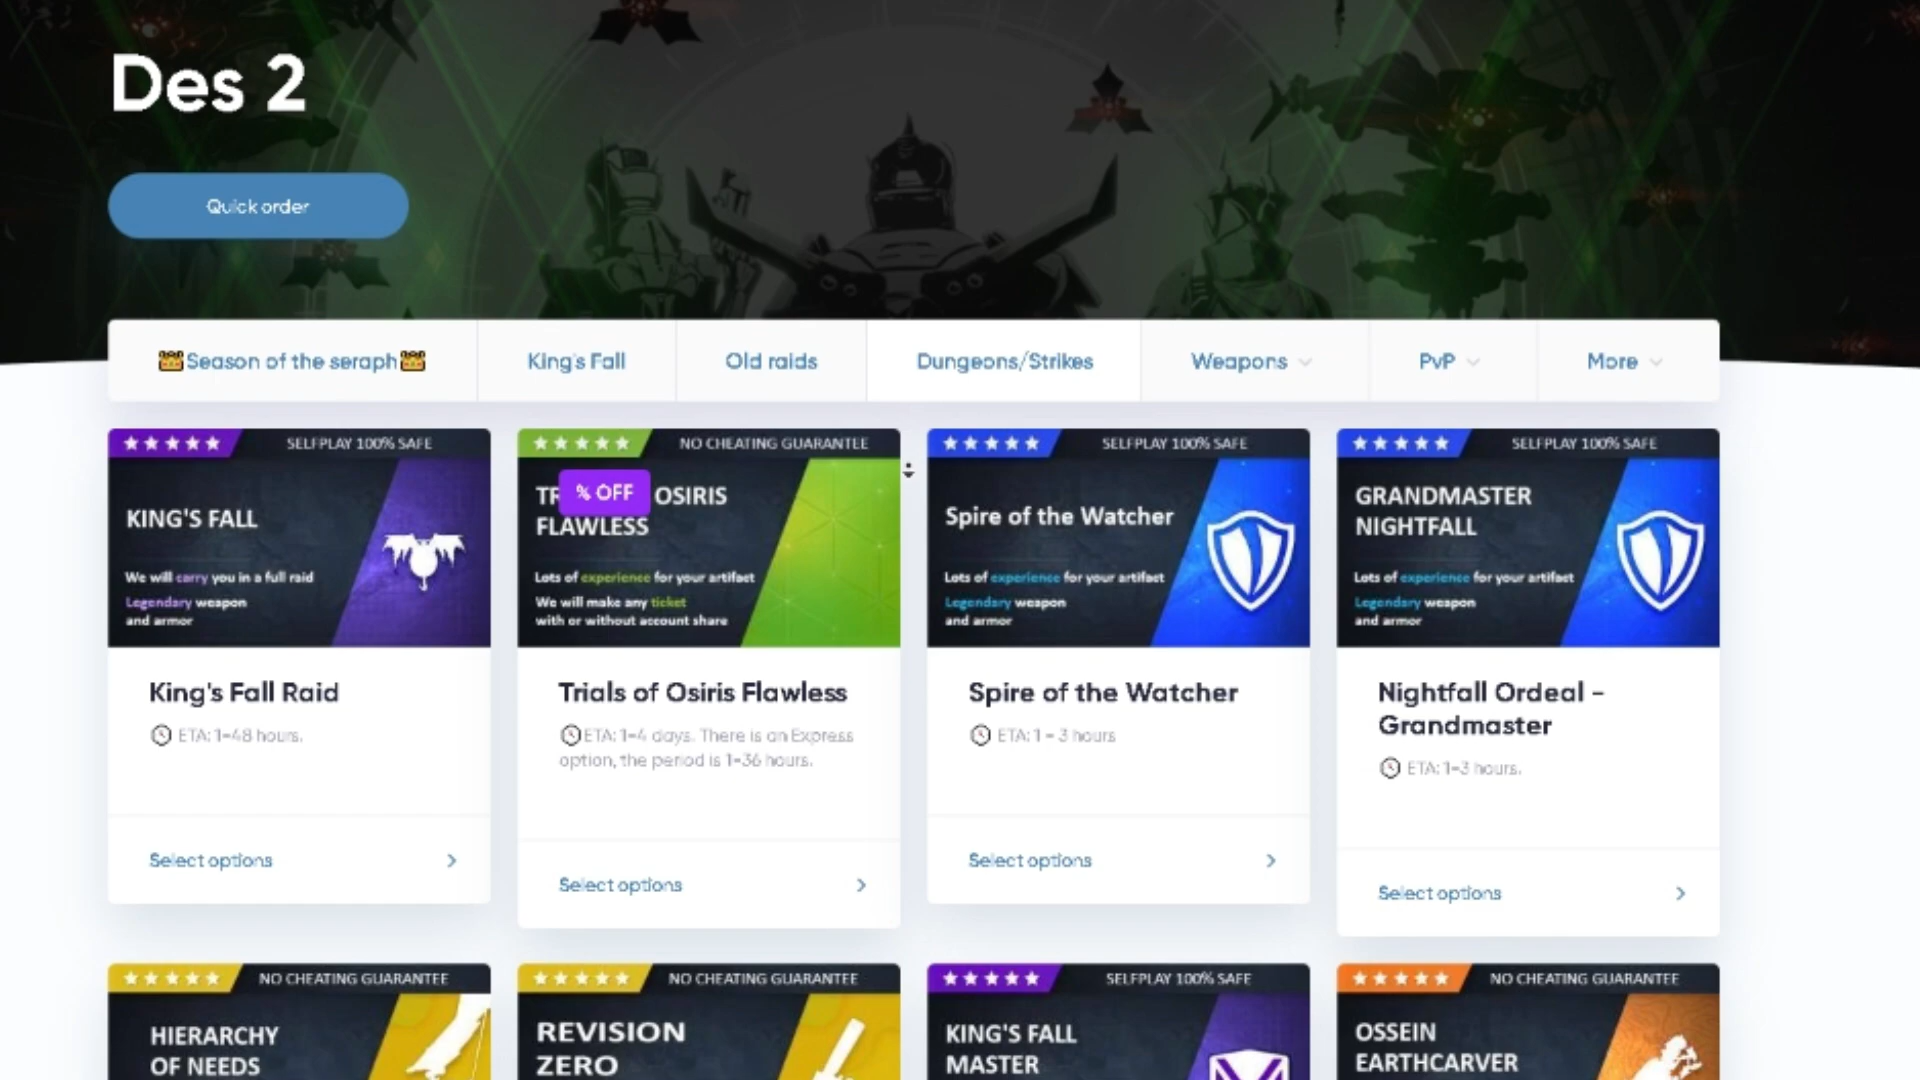 Des 2
Quick order
Season of the seraph
King's Fall
Old raids
Dungeons/Strikes
Weapons
PvP
More
SELFPLAY 100% SAFE
KING'S FALL
We will carry you in a full raid
Legendary weapon
and armor
King's Fall Raid
ETA: 1-48 hours.
Select options
NO CHEATING GUARANTEE
% OFF
OSIRIS
FLAWLESS
Lots of experience for your artifact
We will make any ticket
with or without account share
Trials of Osiris Flawless
ETA: 1-4 days. There is an Express
option, the period is 1-36 hours.
Select options
SELFPLAY 100% SAFE
Spire of the Watcher
Lots of experience for your artifact
Legendary weapon
and armor
Spire of the Watcher
ETA: 1 - 3 hours
Select options
SELFPLAY 100% SAFE
GRANDMASTER
NIGHTFALL
Lots of experience for your artifact
Legendary weapon
and armor
Nightfall Ordeal -
Grandmaster
ETA: 1-3 hours.
Select options
NO CHEATING GUARANTEE
HIERARCHY
OF NEEDS
NO CHEATING GUARANTEE
REVISION
ZERO
SELFPLAY 100% SAFE
KING'S FALL
MASTER
NO CHEATING GUARANTEE
OSSEIN
EARTHCARVER